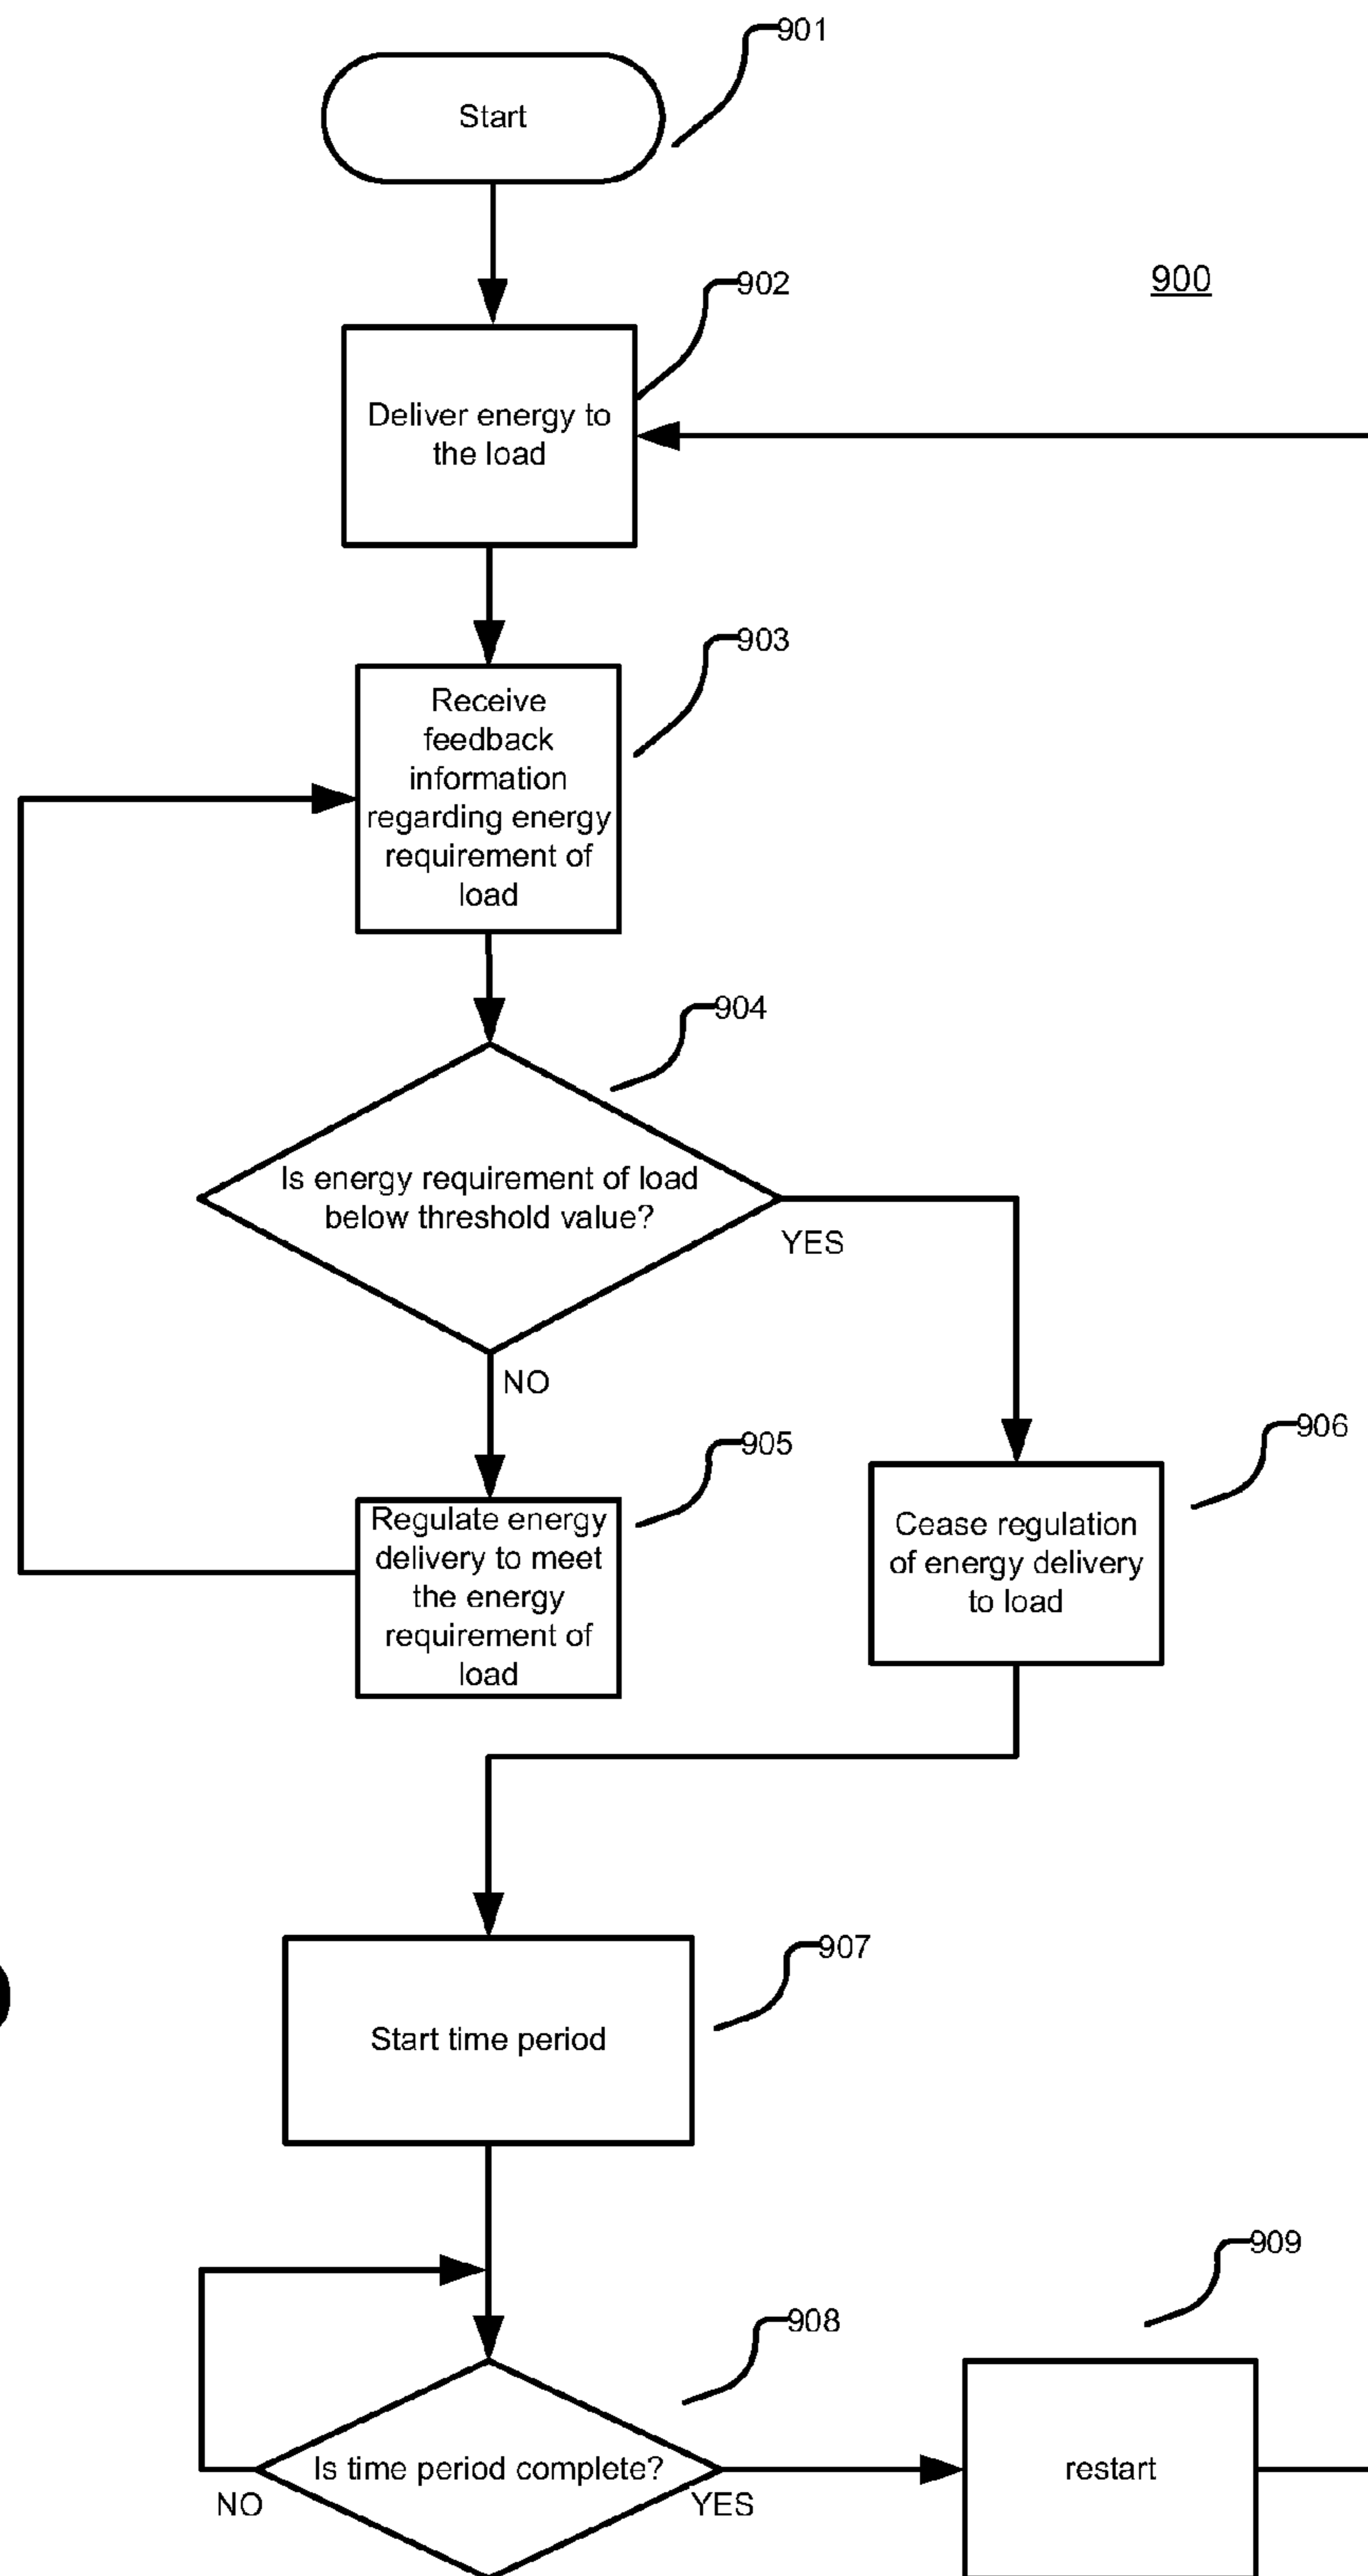 901
Start
902
900
Deliver energy to
the load
903
Receive
feedback
information
regarding energy
requirement of
load
904
Is energy requirement of load
below threshold value?
YES
NO
905
906
Regulate energy
delivery to meet
the energy
requirement of
load
Cease regulation
of energy delivery
to load
907
Start time period
909
908
Is time period complete?
restart
NO
YES